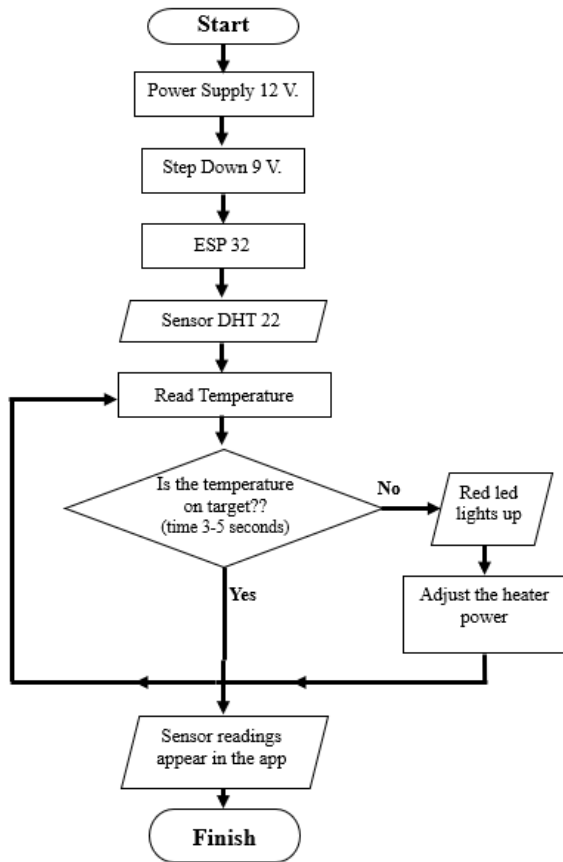 Start
Power Supply 12 V.
Step Down 9 V.
ESP 32
Sensor DHT 22
Read Temperature
Is the temperature
on target??
(time 3-5 seconds)
No
Red led
lights up
Yes
Adjust the heater
power
Sensor readings
appear in the app
Finish